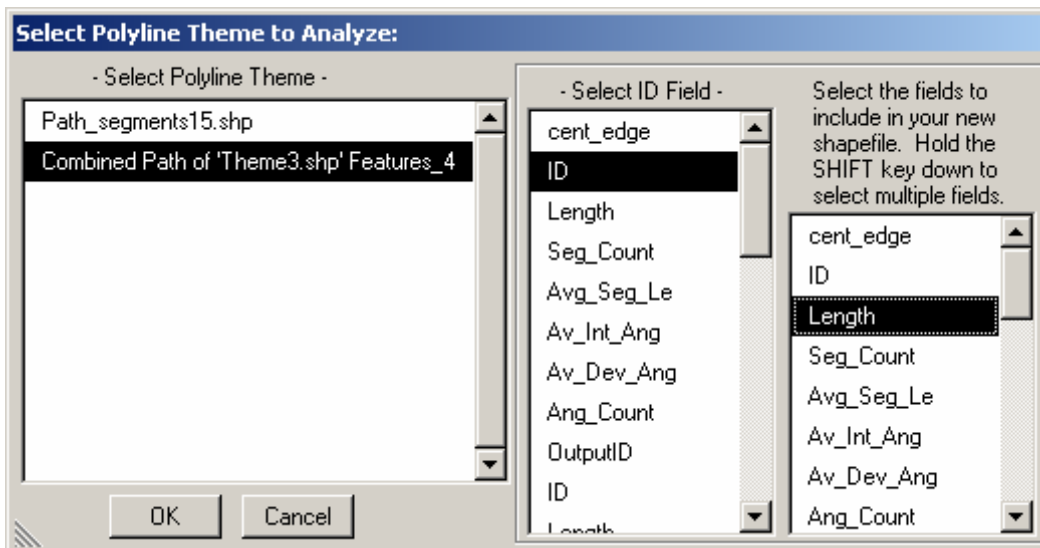 Select Polyline Theme to Analyze:
- Select Polyline Theme -
Path_segments15.shp
Combined Path of 'Theme3.shp' Features_4
OK
Cancel
- Select ID Field -
cent_edge
ID
Length
Seg_Count
Avg_Seg_Le
Av_Int_Ang
Av_Dev_Ang
Ang_Count
OutputID
ID
Length
Select the fields to
include in your new
shapefile.  Hold the
SHIFT key down to
select multiple fields.
cent_edge
ID
Length
Seg_Count
Avg_Seg_Le
Av_Int_Ang
Av_Dev_Ang
Ang_Count